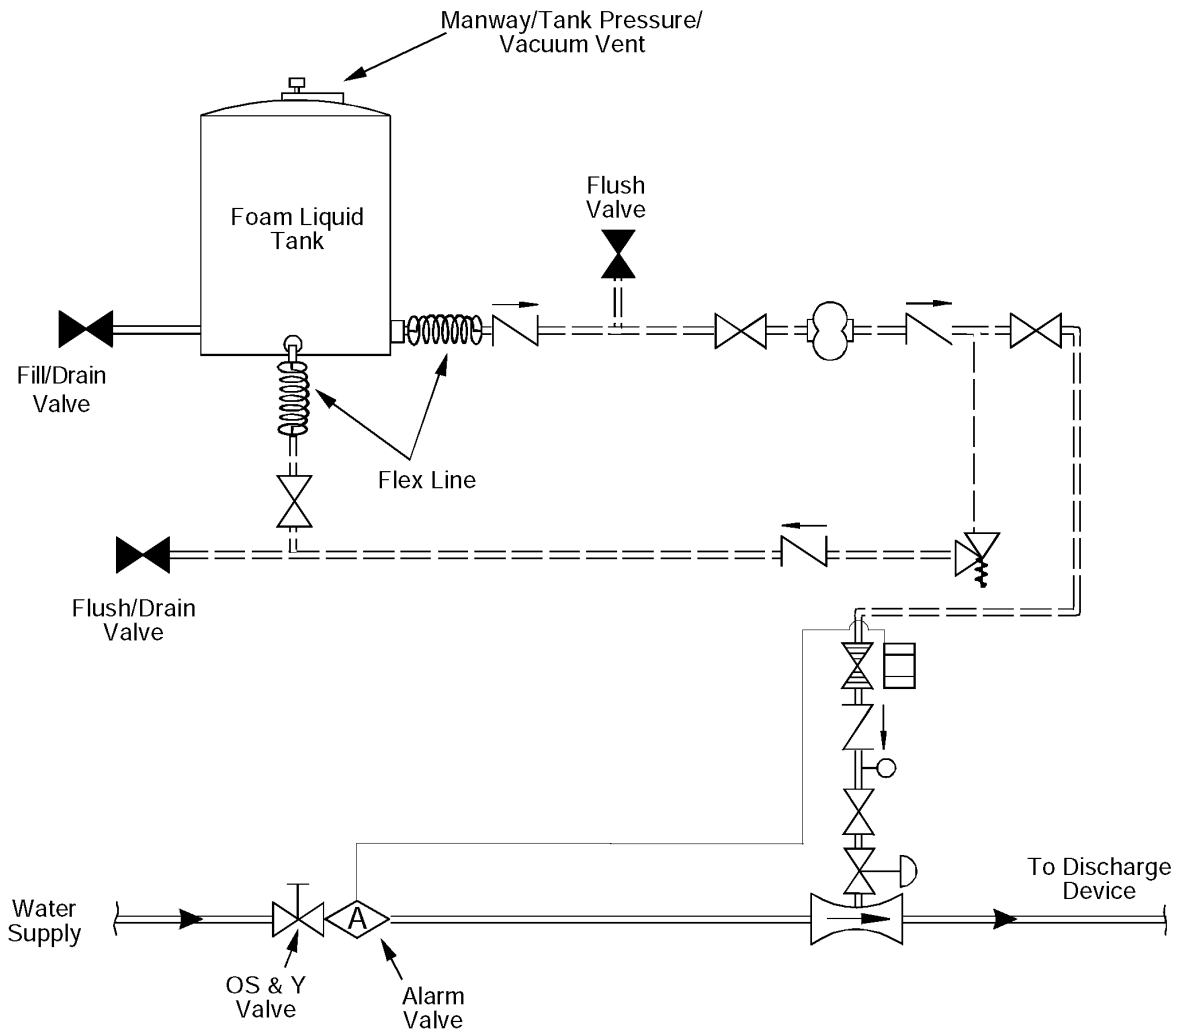 Manway/Tank Pressure/
Vacuum Vent
Foam Liquid
Tank
Flush
Valve
Fill/Drain
Valve
Flex Line
Flush/Drain
Valve
To Discharge
Device
Water
Supply
A
OS & Y
Valve
Alarm
Valve